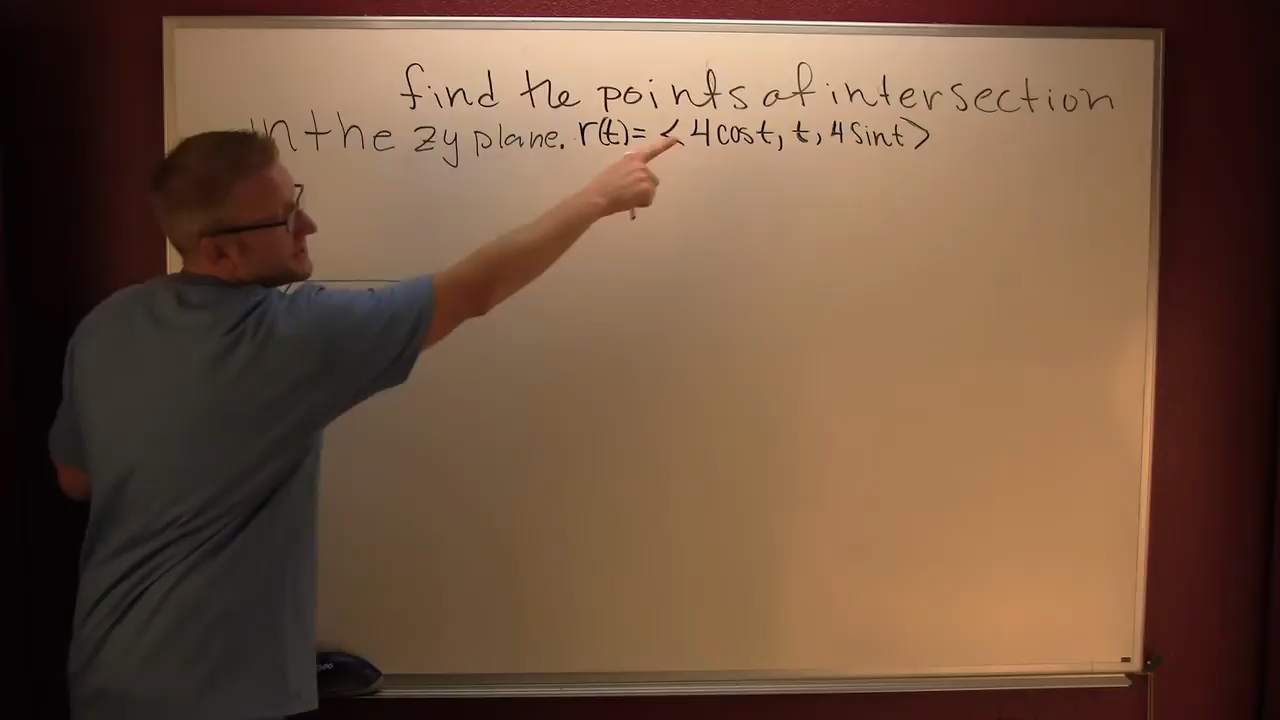 find the points of intersection
in the zy plane. r(t)= <4cost, t, 4sint>